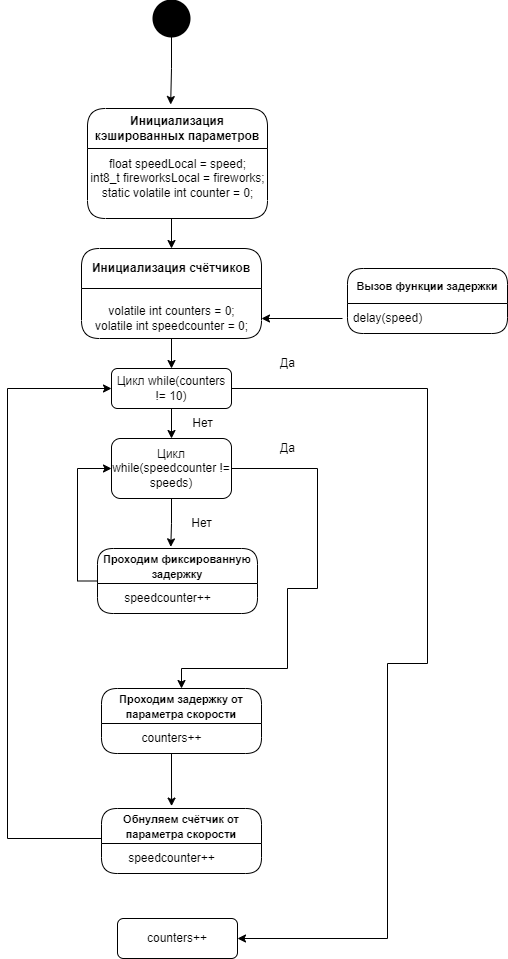 Инициализация
кэшированных параметров
float speedLocal = speed;
int8_t fireworksLocal = fireworks;
static volatile int counter = 0;
Инициализация счётчиков
volatile int counters = 0;
volatile int speedcounter = 0;
Вызов функции задержки
delay(speed)
Цикл while(counters
!= 10)
Да
Нет
Цикл
while(speedcounter !=
speeds)
Да
Нет
Проходим фиксированную
задержку
speedcounter++
Проходим задержку от
параметра скорости
counters++
Обнуляем счётчик от
параметра скорости
speedcounter++
counters++